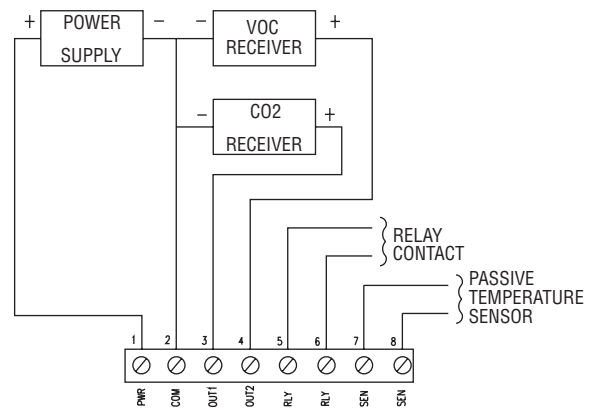 + POWER SUPPLY − − VOC RECEIVER +
− CO2 RECEIVER +
RELAY
CONTACT
PASSIVE
TEMPERATURE
SENSOR
1 2 3 4 5 6 7 8
PWR COM OUT1 OUT2 RLY RLY SEN SEN